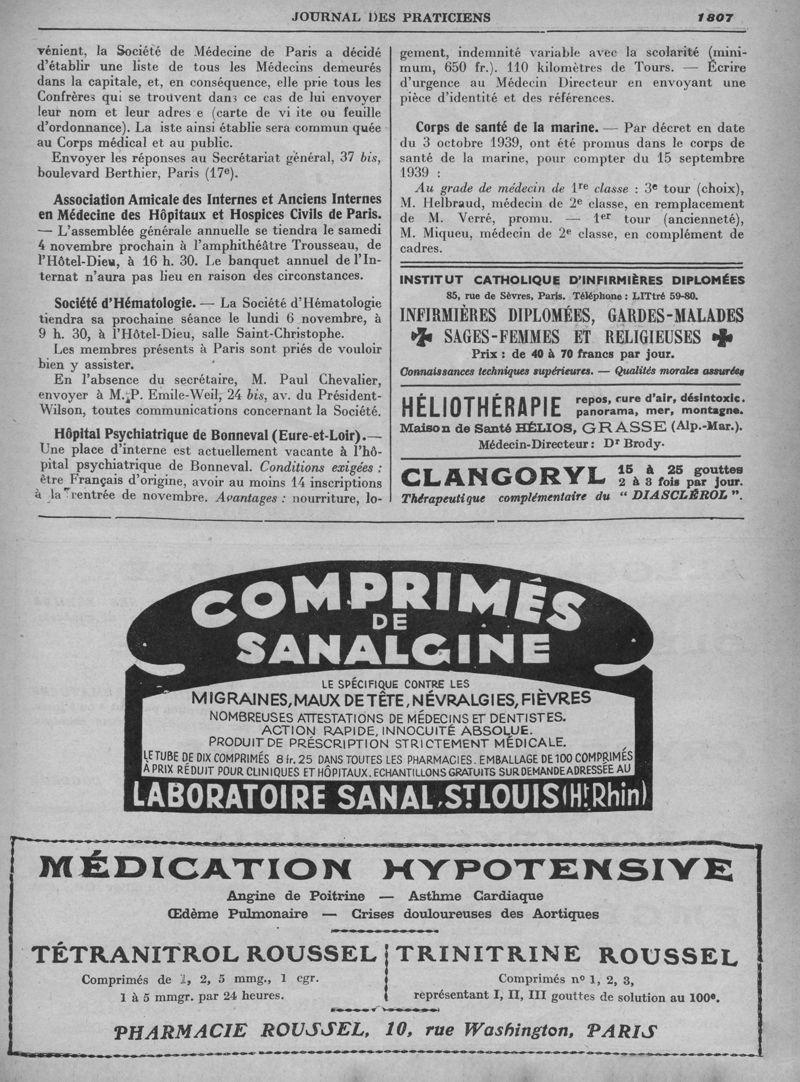 JOURNAL DES PRATICIENS 1807
vénient, la Société de Médecine de Paris a décidé
d'établir une liste de tous les Médecins demeurés
dans la capitale, et, en conséquence, elle prie tous les
Confrères qui se trouvent dans ce cas de lui envoyer
leur nom et leur adres e (carte de vi ite ou feuille
d'ordonnance). La iste ainsi établie sera commun quée
au Corps médical et au public.
Envoyer les réponses au Secrétariat général, 37 bis,
boulevard Berthier, Paris (17e).
Association Amicale des Internes et Anciens Internes
en Médecine des Hôpitaux et Hospices Civils de Paris.
— L'assemblée générale annuelle se tiendra le samedi
4 novembre prochain à l'amphithéâtre Trousseau, de
l'Hôtel-Dieu, à 16 h. 30. Le banquet annuel de l'In-
ternat n'aura pas lieu en raison des circonstances.
Société d'Hématologie. — La Société d'Hématologie
tiendra sa prochaine séance le lundi 6 novembre, à
9 h. 30, à l'Hôtel-Dieu, salle Saint-Christophe.
Les membres présents à Paris sont priés de vouloir
bien y assister.
En l'absence du secrétaire, M. Paul Chevalier,
envoyer à M. P. Emile-Weil, 24 bis, av. du Président-
Wilson, toutes communications concernant la Société.
Hôpital Psychiatrique de Bonneval (Eure-et-Loir).—
Une place d'interne est actuellement vacante à l'hô-
pital psychiatrique de Bonneval. Conditions exigées :
être Français d'origine, avoir au moins 14 inscriptions
à la rentrée de novembre. Avantages : nourriture, lo-
gement, indemnité variable avec la scolarité (mini-
mum, 650 fr.). 110 kilomètres de Tours. — Écrire
d'urgence au Médecin Directeur en envoyant une
pièce d'identité et des références.
Corps de santé de la marine. — Par décret en date
du 3 octobre 1939, ont été promus dans le corps de
santé de la marine, pour compter du 15 septembre
1939 :
Au grade de médecin de 1re classe : 3e tour (choix),
M. Helbraud, médecin de 2e classe, en remplacement
de M. Verré, promu. — 1er tour (ancienneté),
M. Miqueu, médecin de 2e classe, en complément de
cadres.
INSTITUT CATHOLIQUE D'INFIRMIÈRES DIPLOMÉES
85, rue de Sèvres, Paris. Téléphone : LITtré 59-80.
INFIRMIÈRES DIPLOMÉES, GARDES-MALADES
SAGES-FEMMES ET RELIGIEUSES
Prix : de 40 à 70 francs par jour.
Connaissances techniques supérieures. — Qualités morales assurées
HÉLIOTHÉRAPIE repos, cure d'air, désintoxic.
panorama, mer, montagne.
Maison de Santé HÉLIOS, GRASSE (Alp.-Mar.).
Médecin-Directeur : Dr Brody.
CLANGORYL 15 à 25 gouttes
2 à 3 fois par jour.
Thérapeutique complémentaire du “ DIASCLÉROL ”.
COMPRIMÉS
DE
SANALGINE
LE SPÉCIFIQUE CONTRE LES
MIGRAINES, MAUX DE TÊTE, NÉVRALGIES, FIÈVRES
NOMBREUSES ATTESTATIONS DE MÉDECINS ET DENTISTES.
ACTION RAPIDE, INNOCUITÉ ABSOLUE.
PRODUIT DE PRÉSCRIPTION STRICTEMENT MÉDICALE.
LE TUBE DE DIX COMPRIMÉS 8 fr. 25 DANS TOUTES LES PHARMACIES. EMBALLAGE DE 100 COMPRIMÉS
A PRIX RÉDUIT POUR CLINIQUES ET HÔPITAUX. ECHANTILLONS GRATUITS SUR DEMANDE ADRESSÉE AU
LABORATOIRE SANAL, ST. LOUIS (Ht. Rhin)
MÉDICATION HYPOTENSIVE
Angine de Poitrine — Asthme Cardiaque
Œdème Pulmonaire — Crises douloureuses des Aortiques
TÉTRANITROL ROUSSEL
Comprimés de 1, 2, 5 mmg., 1 cgr.
1 à 5 mmgr. par 24 heures.
TRINITRINE ROUSSEL
Comprimés nº 1, 2, 3,
représentant I, II, III gouttes de solution au 100e.
PHARMACIE ROUSSEL, 10, rue Washington, PARIS